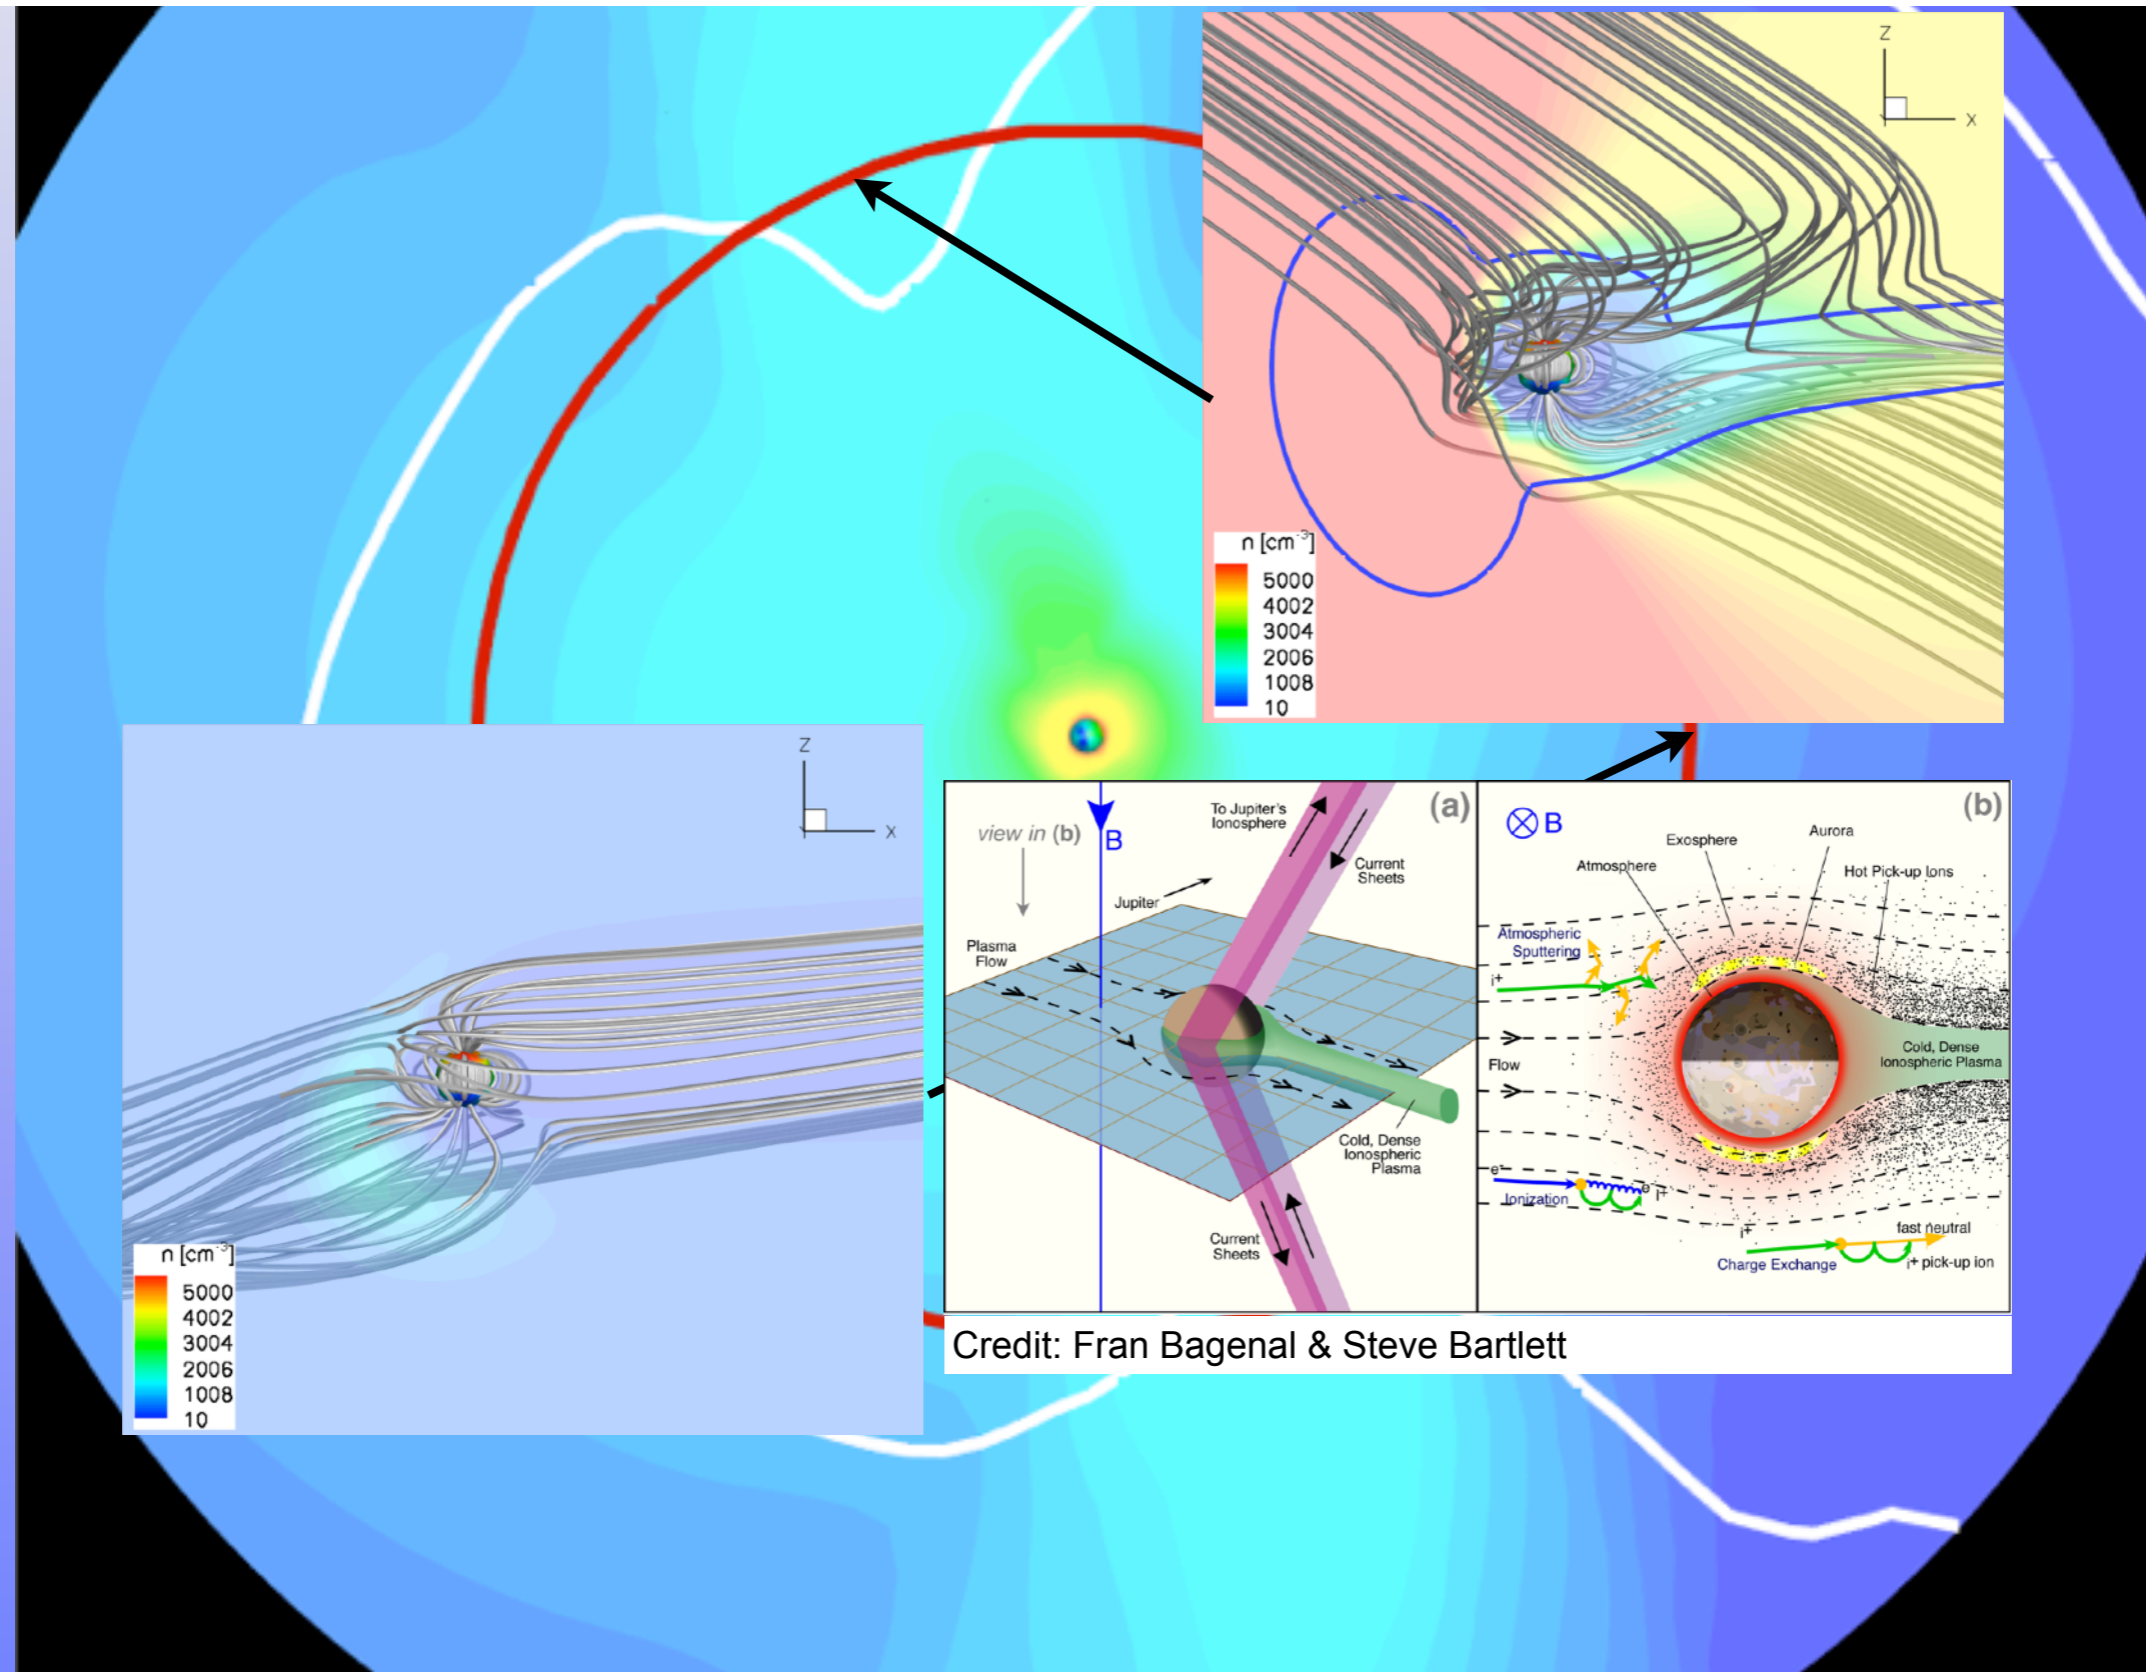 Z
X
n [cm⁻³]
5000
4002
3004
2006
1008
10
Z
X
n [cm⁻³]
5000
4002
3004
2006
1008
10
(a)
To Jupiter's
Ionosphere
view in (b)
B
Current
Sheets
Jupiter
Plasma
Flow
Cold, Dense
Ionospheric
Plasma
Current
Sheets
(b)
B
Aurora
Exosphere
Atmosphere
Hot Pick-up Ions
Atmospheric
Sputtering
i+
Flow
Cold, Dense
Ionospheric Plasma
e-
e-
i+
Ionization
i+
fast neutral
Charge Exchange
i+ pick-up ion
Credit: Fran Bagenal & Steve Bartlett